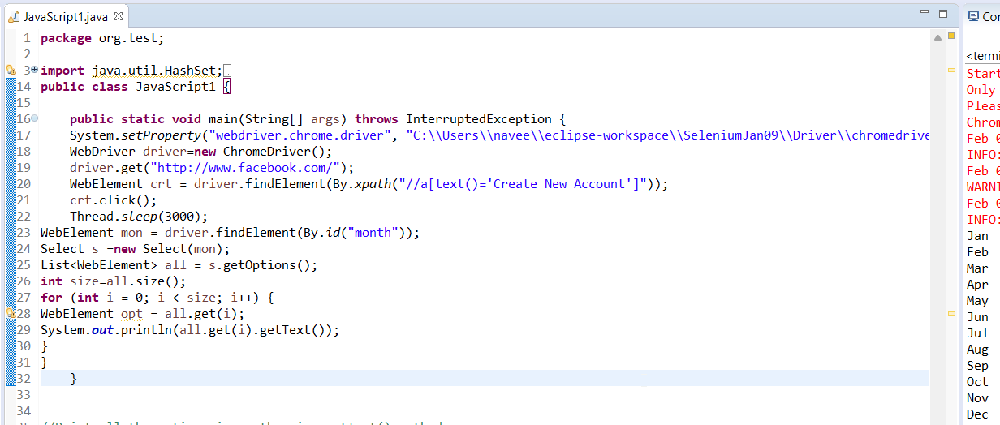 JavaScript1.java
Con
1 package org.test;
2
3 import java.util.HashSet;
14 public class JavaScript1 {
15
16 public static void main(String[] args) throws InterruptedException {
17 System.setProperty("webdriver.chrome.driver", "C:\\Users\\navee\\eclipse-workspace\\SeleniumJan09\\Driver\\chromedrive
18 WebDriver driver=new ChromeDriver();
19 driver.get("http://www.facebook.com/");
20 WebElement crt = driver.findElement(By.xpath("//a[text()='Create New Account']"));
21 crt.click();
22 Thread.sleep(3000);
23 WebElement mon = driver.findElement(By.id("month"));
24 Select s =new Select(mon);
25 List<WebElement> all = s.getOptions();
26 int size=all.size();
27 for (int i = 0; i < size; i++) {
28 WebElement opt = all.get(i);
29 System.out.println(all.get(i).getText());
30 }
31 }
32 }
33
34
<termi
Start
Only
Pleas
Chrom
Feb 0
INFO:
Feb 0
WARNI
Feb 0
INFO:
Jan
Feb
Mar
Apr
May
Jun
Jul
Aug
Sep
Oct
Nov
Dec